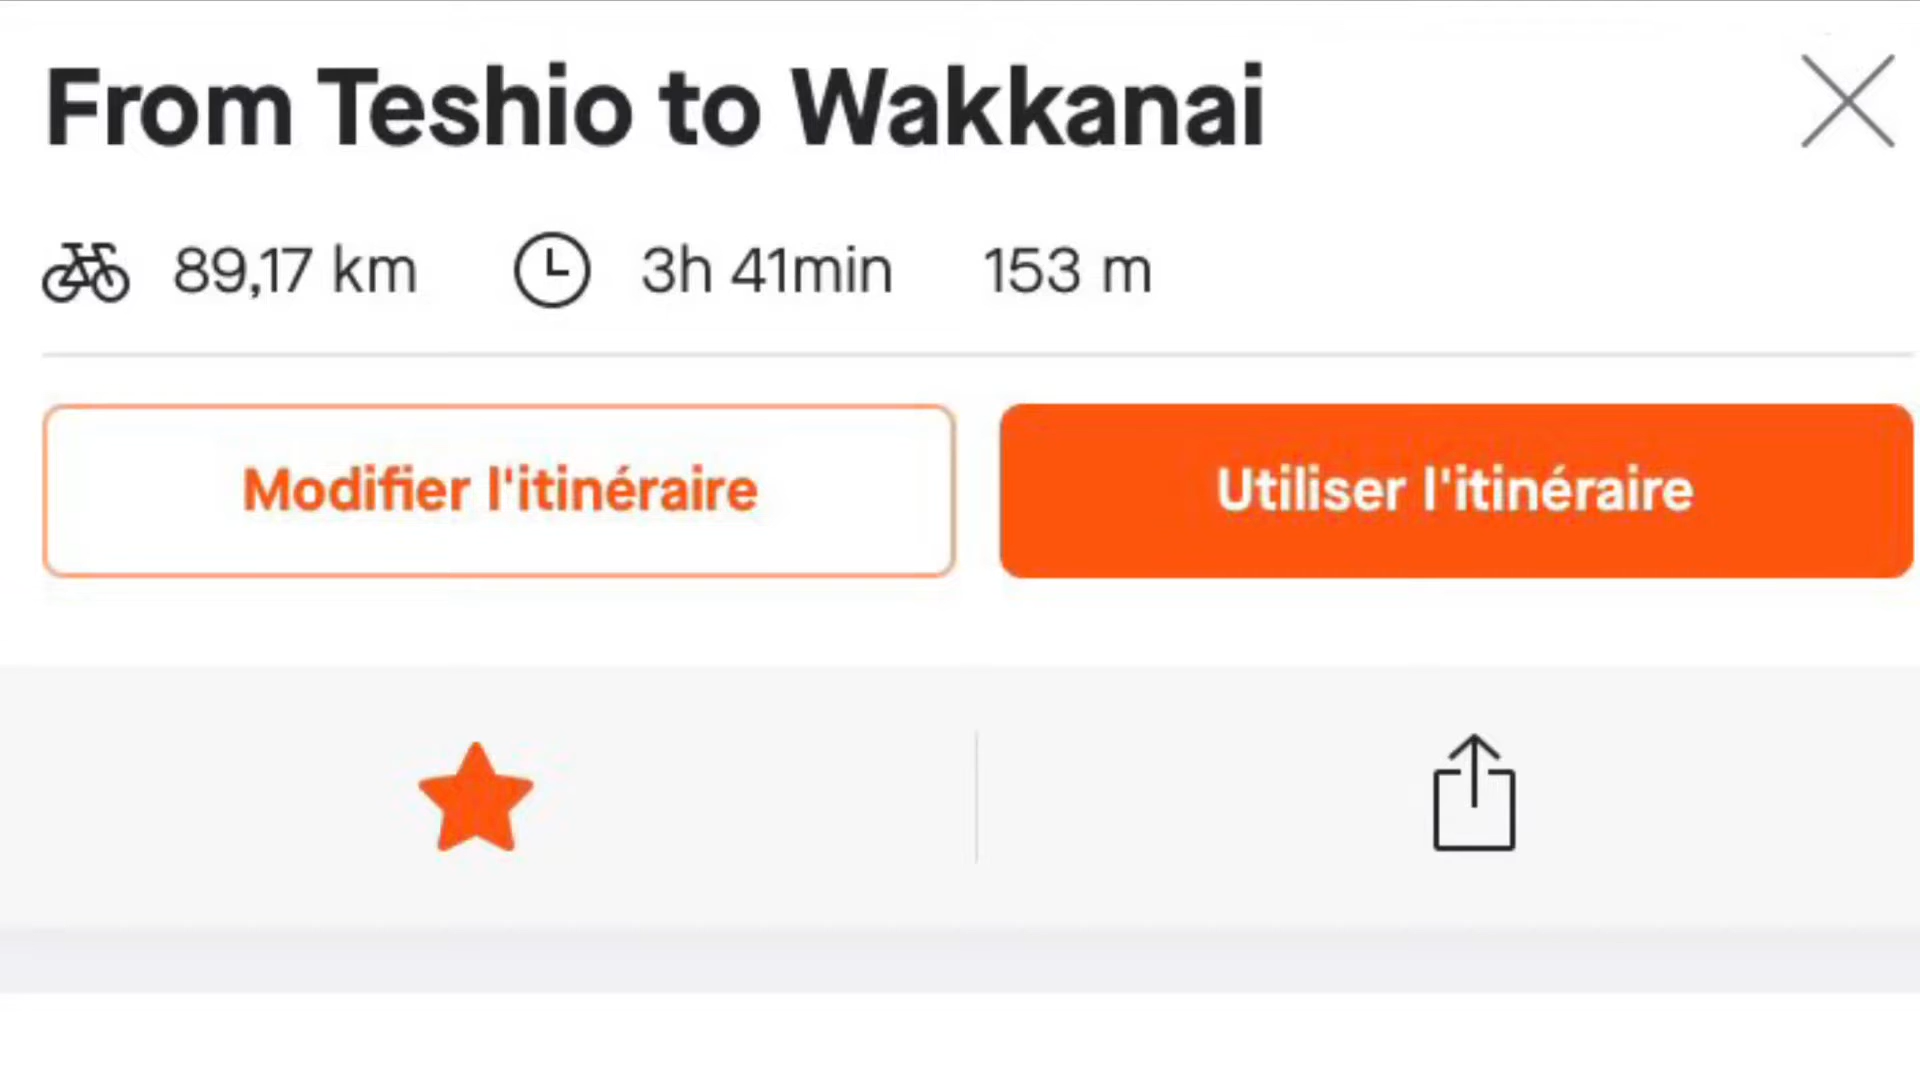 From Teshio to Wakkanai
89,17 km 3h 41min 153 m
Modifier l'itinéraire Utiliser l'itinéraire